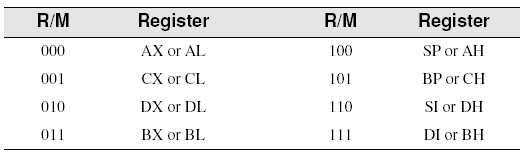 R/M Register R/M Register
000 AX or AL 100 SP or AH
001 CX or CL 101 BP or CH
010 DX or DL 110 SI or DH
011 BX or BL 111 DI or BH